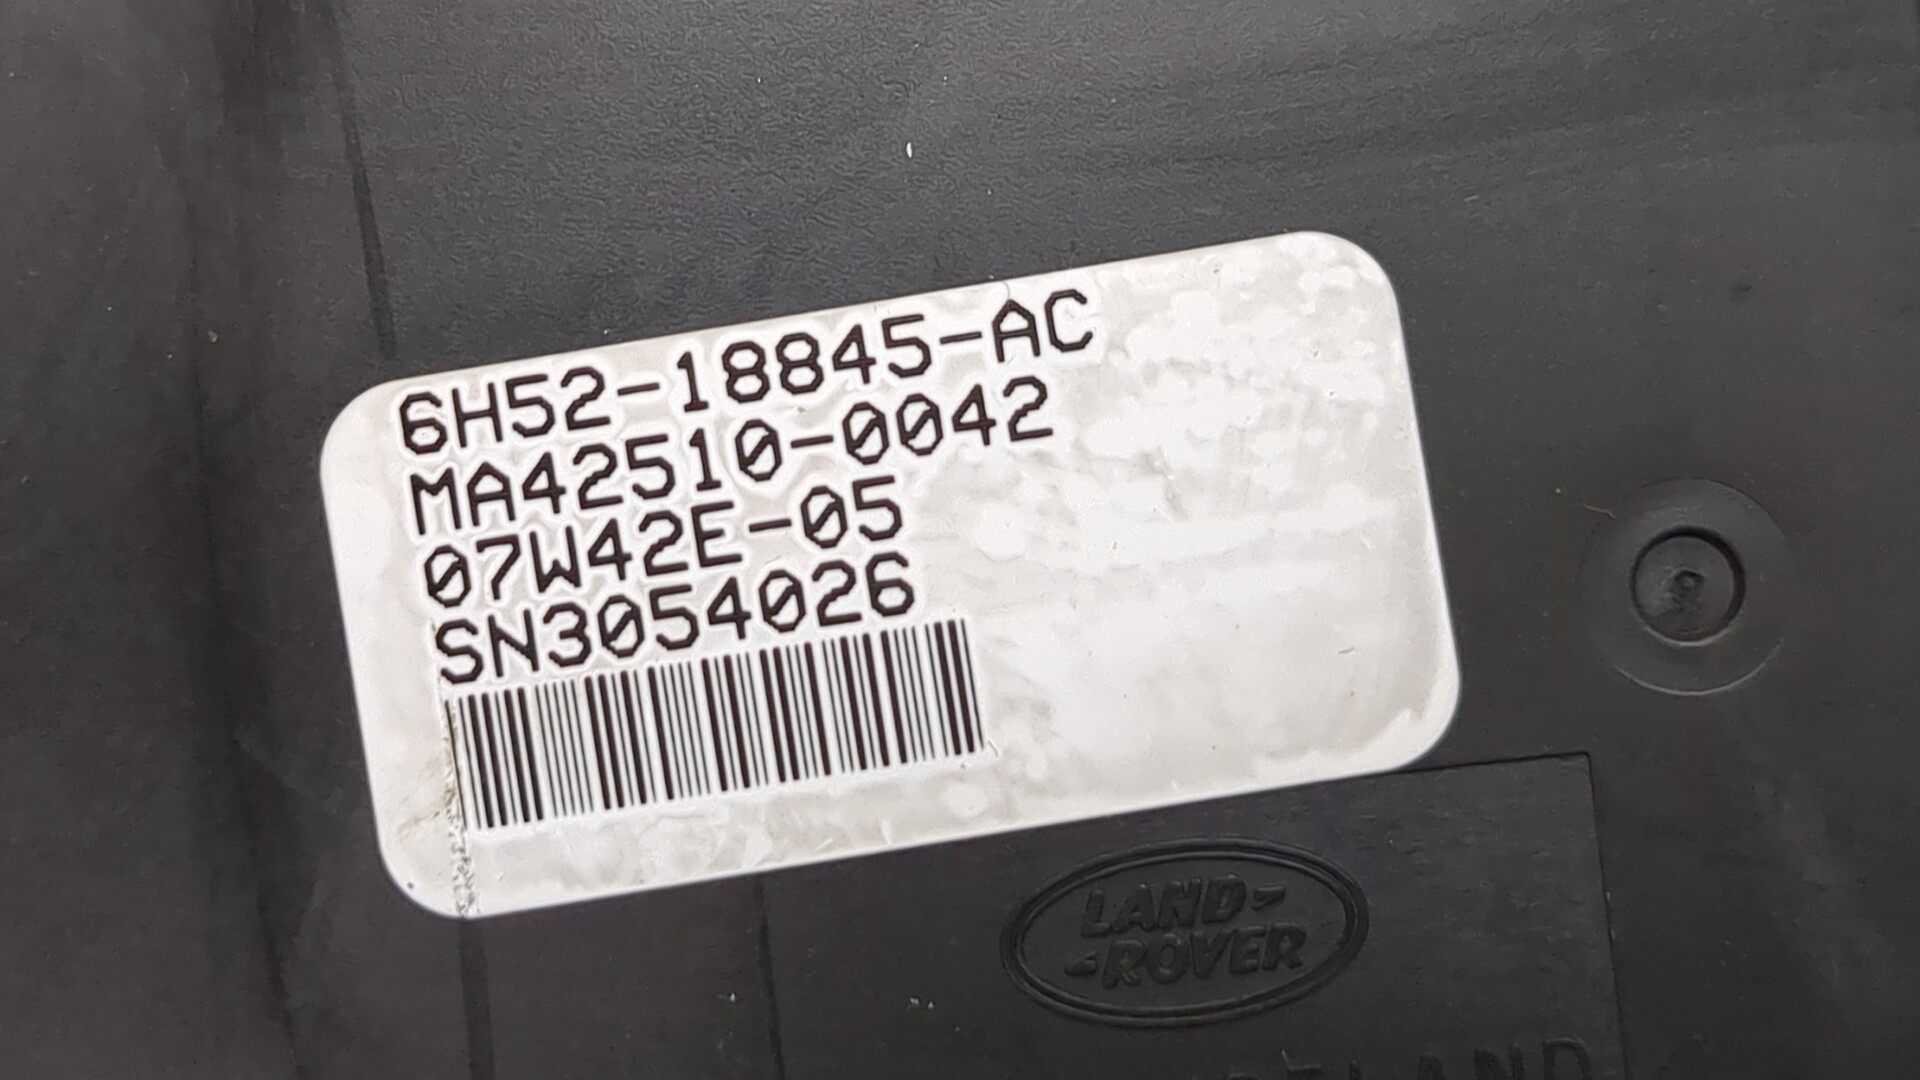 6H52-18845-AC
MA42510-0042
07W42E-05
SN3054026
LAND-
-ROVER